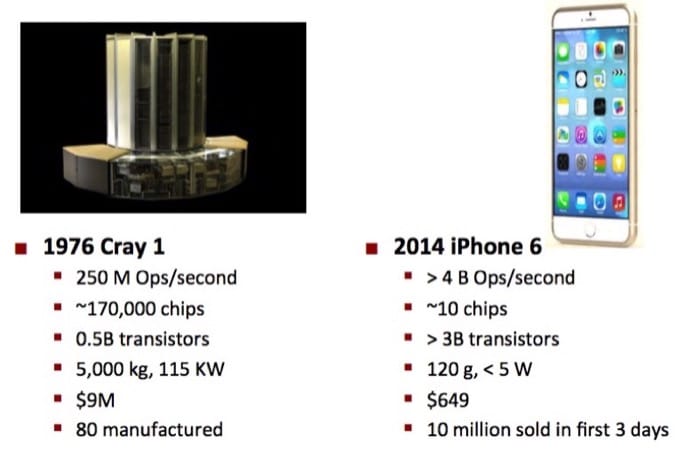 1976 Cray 1
250 M Ops/second
~170,000 chips
0.5B transistors
5,000 kg, 115 KW
$9M
80 manufactured
2014 iPhone 6
> 4 B Ops/second
~10 chips
> 3B transistors
120 g, < 5 W
$649
10 million sold in first 3 days